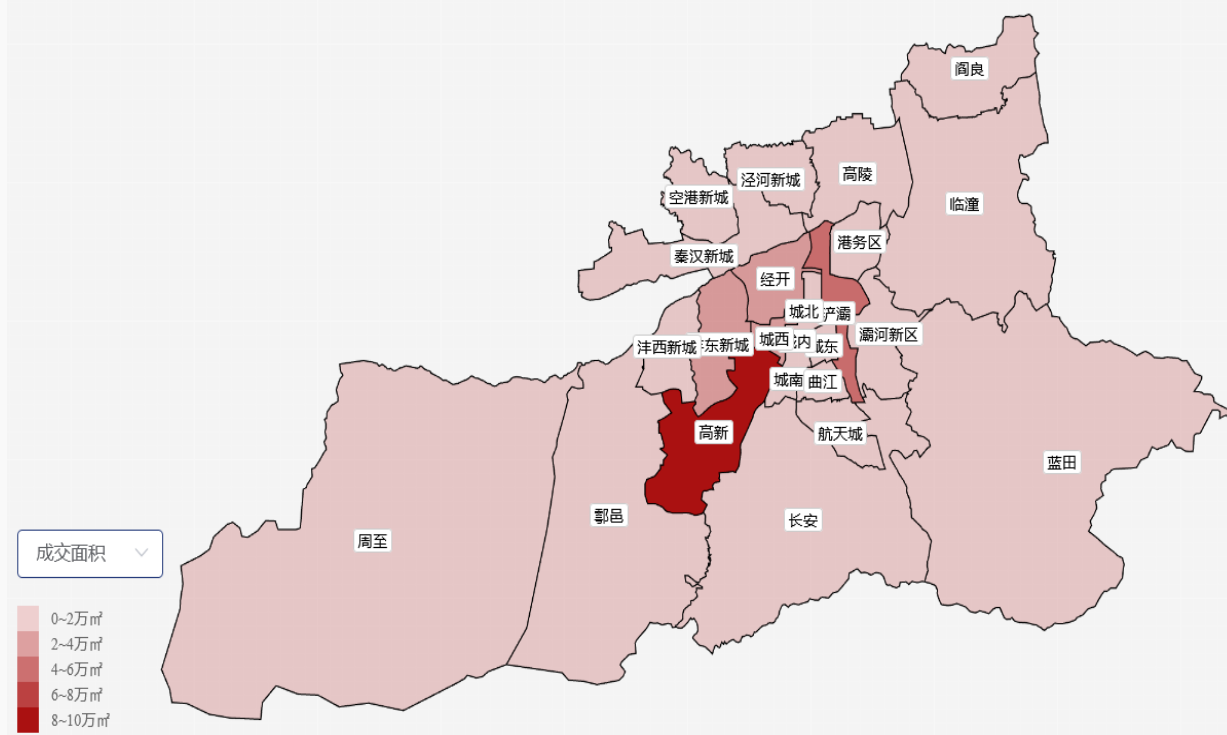 阎良
高陵
泾河新城
空港新城
临潼
港务区
秦汉新城
经开
城北
浐灞
灞河新区
沣西新城
沣东新城
城西
城内
城东
城南
曲江
高新
航天城
蓝田
鄠邑
长安
周至
成交面积
0~2万㎡
2~4万㎡
4~6万㎡
6~8万㎡
8~10万㎡